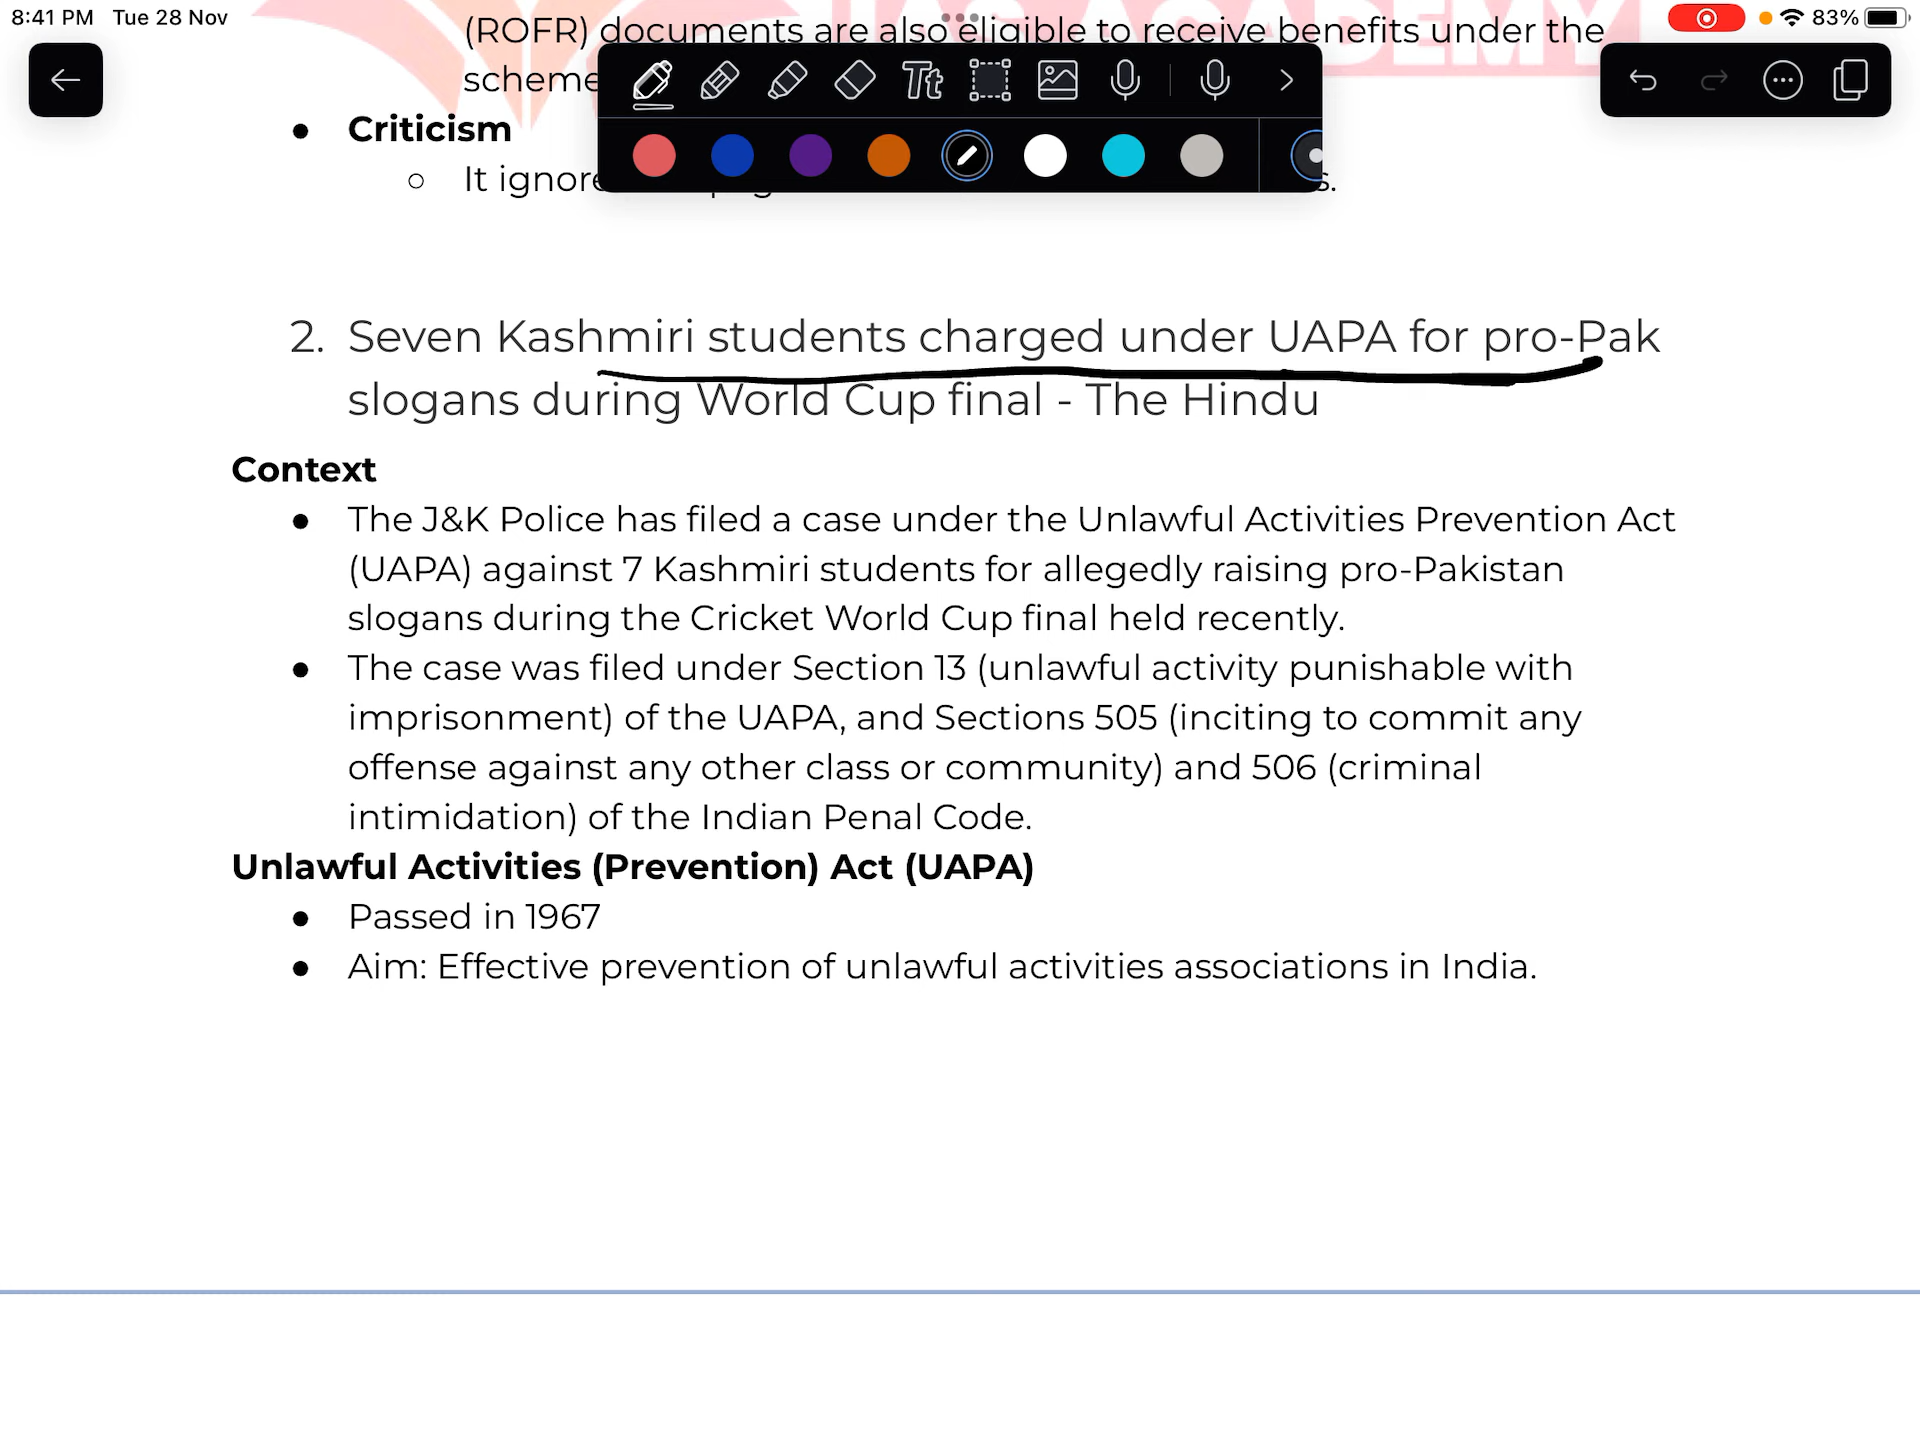 8:41 PM Tue 28 Nov
83%
IAS ACADEMY
(ROFR) documents are also eligible to receive benefits under the
scheme
Tt
● Criticism
○ It ignore
2. Seven Kashmiri students charged under UAPA for pro-Pak
slogans during World Cup final - The Hindu
Context
● The J&K Police has filed a case under the Unlawful Activities Prevention Act
(UAPA) against 7 Kashmiri students for allegedly raising pro-Pakistan
slogans during the Cricket World Cup final held recently.
● The case was filed under Section 13 (unlawful activity punishable with
imprisonment) of the UAPA, and Sections 505 (inciting to commit any
offense against any other class or community) and 506 (criminal
intimidation) of the Indian Penal Code.
Unlawful Activities (Prevention) Act (UAPA)
● Passed in 1967
● Aim: Effective prevention of unlawful activities associations in India.